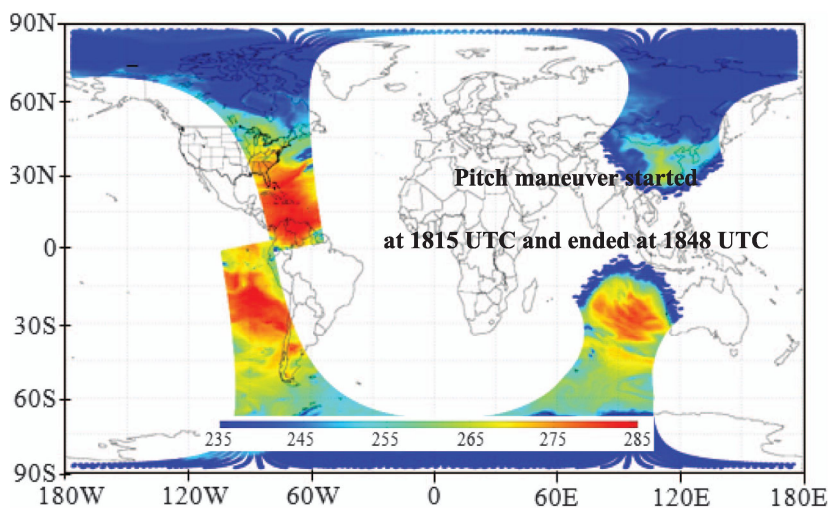 90N
60N
30N
Pitch maneuver started
at 1815 UTC and ended at 1848 UTC
0
30S
60S
235 245 255 265 275 285
90S
180W 120W 60W 0 60E 120E 180E